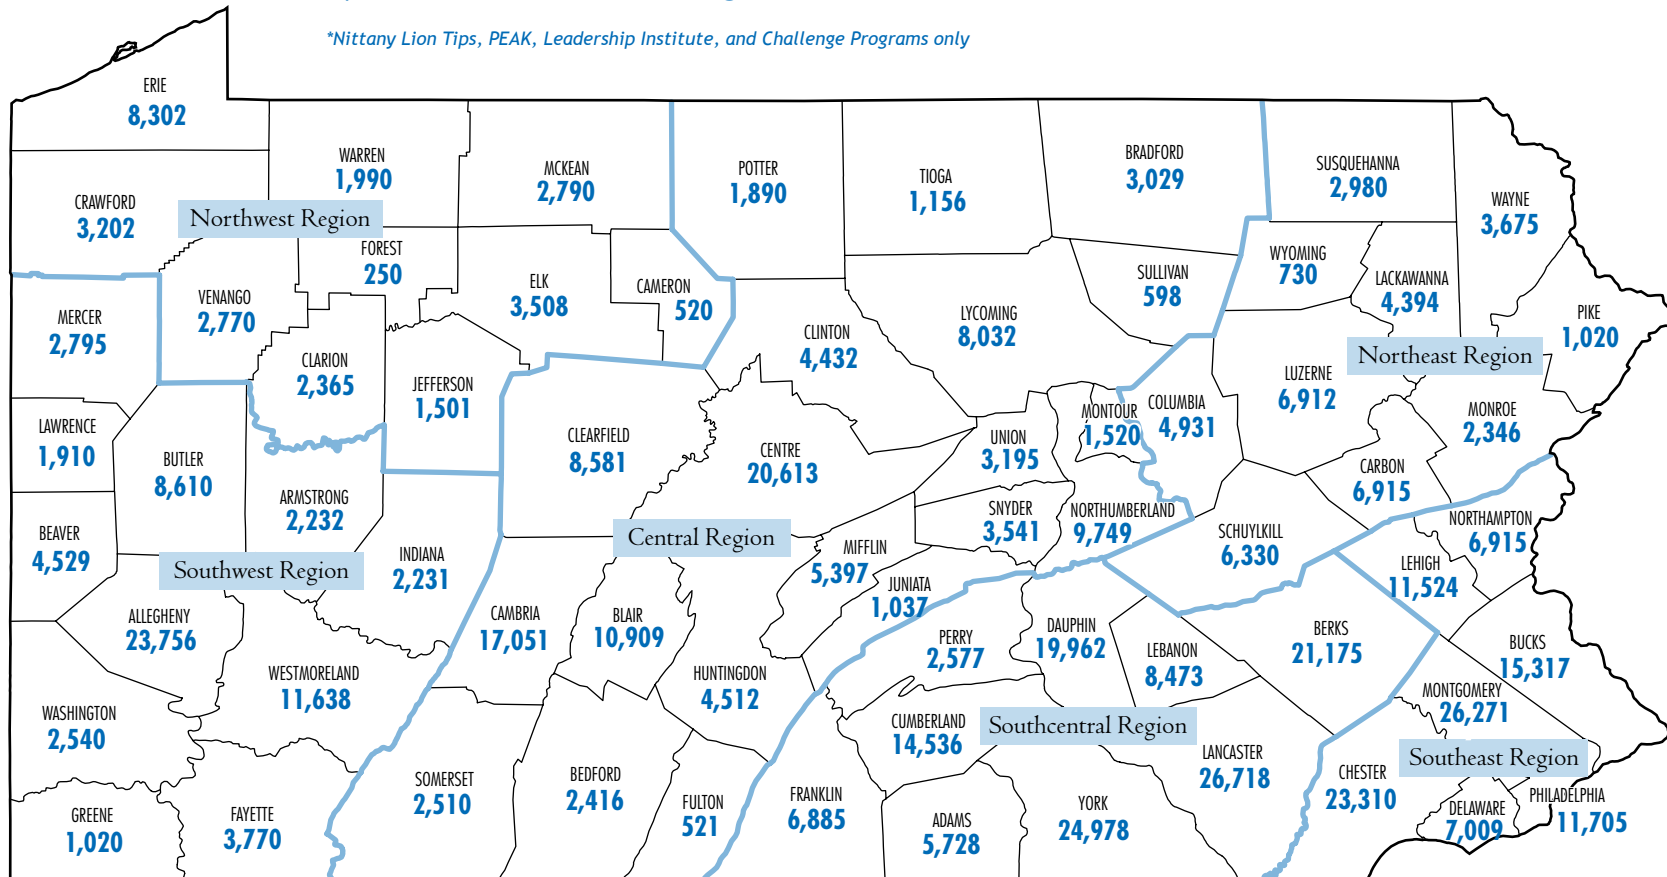 *Nittany Lion Tips, PEAK, Leadership Institute, and Challenge Programs only
ERIE
8,302
WARREN
1,990
MCKEAN
2,790
POTTER
1,890
TIOGA
1,156
BRADFORD
3,029
SUSQUEHANNA
2,980
WAYNE
3,675
CRAWFORD
3,202
Northwest Region
FOREST
250
ELK
3,508
CAMERON
520
SULLIVAN
598
WYOMING
730
LACKAWANNA
4,394
PIKE
1,020
MERCER
2,795
VENANGO
2,770
CLARION
2,365
JEFFERSON
1,501
CLINTON
4,432
LYCOMING
8,032
Northeast Region
LUZERNE
6,912
MONROE
2,346
LAWRENCE
1,910
BUTLER
8,610
CLEARFIELD
8,581
CENTRE
20,613
UNION
3,195
MONTOUR
1,520
COLUMBIA
4,931
CARBON
6,915
ARMSTRONG
2,232
SNYDER
3,541
NORTHUMBERLAND
9,749
SCHUYLKILL
6,330
NORTHAMPTON
6,915
BEAVER
4,529
Southwest Region
INDIANA
2,231
Central Region
MIFFLIN
5,397
JUNIATA
1,037
LEHIGH
11,524
ALLEGHENY
23,756
CAMBRIA
17,051
BLAIR
10,909
PERRY
2,577
DAUPHIN
19,962
LEBANON
8,473
BERKS
21,175
BUCKS
15,317
WESTMORELAND
11,638
HUNTINGDON
4,512
MONTGOMERY
26,271
WASHINGTON
2,540
CUMBERLAND
14,536
Southcentral Region
LANCASTER
26,718
Southeast Region
CHESTER
23,310
GREENE
1,020
FAYETTE
3,770
SOMERSET
2,510
BEDFORD
2,416
FULTON
521
FRANKLIN
6,885
ADAMS
5,728
YORK
24,978
DELAWARE
7,009
PHILADELPHIA
11,705